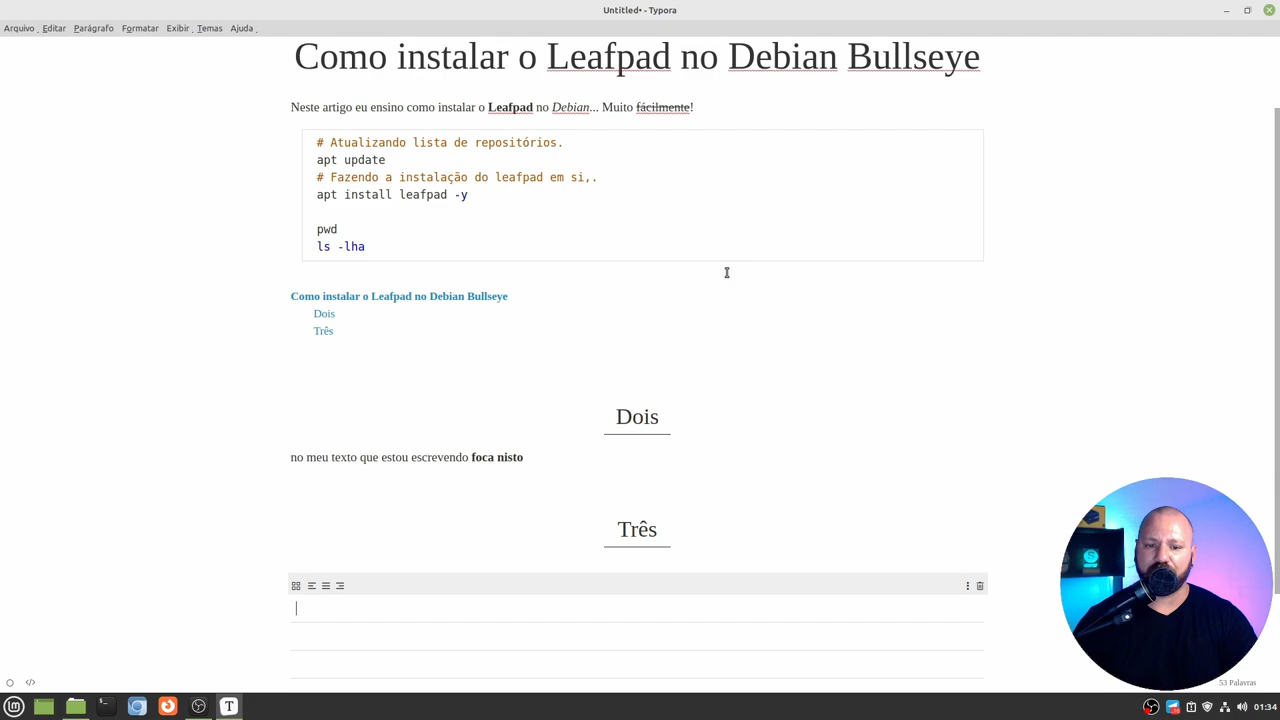 Untitled• - Typora
Arquivo Editar Parágrafo Formatar Exibir Temas Ajuda
Como instalar o Leafpad no Debian Bullseye
Neste artigo eu ensino como instalar o Leafpad no Debian... Muito fácilmente!
# Atualizando lista de repositórios.
apt update
# Fazendo a instalação do leafpad em si,.
apt install leafpad -y
pwd
ls -lha
Como instalar o Leafpad no Debian Bullseye
Dois
Três
Dois
no meu texto que estou escrevendo foca nisto
Três
</> 53 Palavras
T 01:34